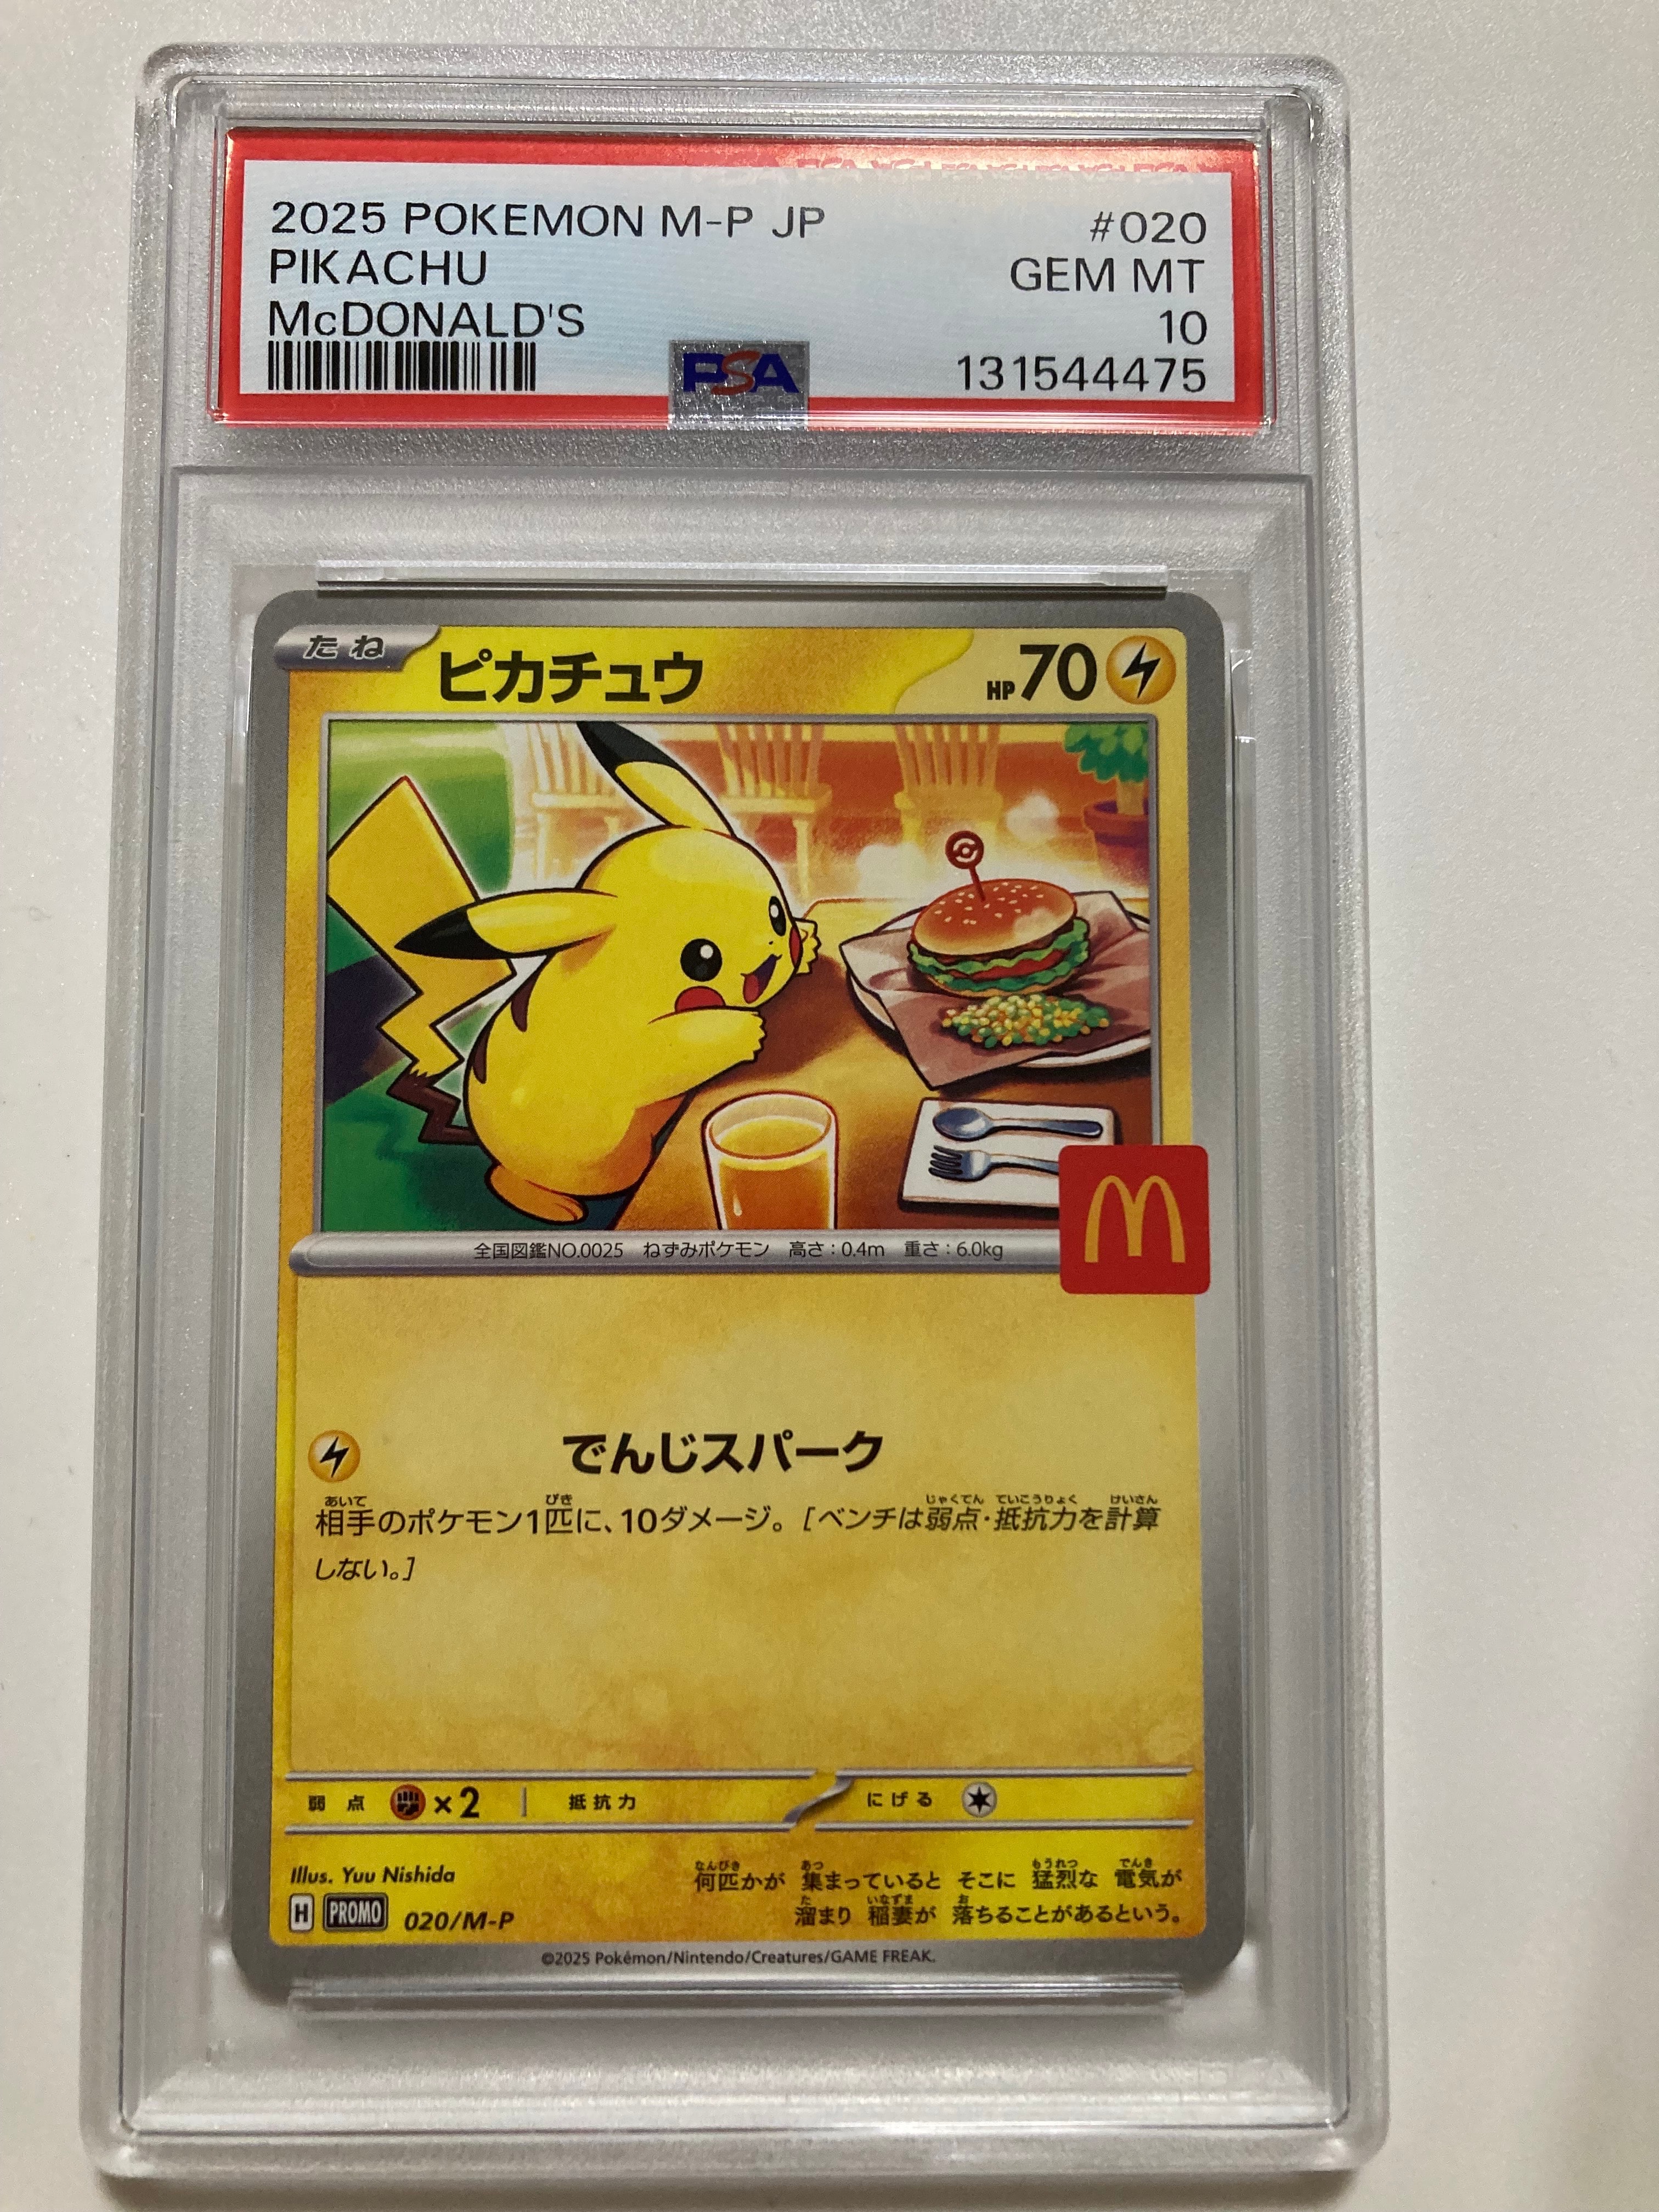 2025 POKEMON M-P JP #020
PIKACHU GEM MT
McDONALD'S 10
PSA 131544475
たね ピカチュウ HP70
全国図鑑NO.0025 ねずみポケモン 高さ:0.4m 重さ:6.0kg
でんじスパーク
相手のポケモン1匹に、10ダメージ。[ベンチは弱点・抵抗力を計算
しない。]
弱点 ×2 抵抗力 にげる
Illus. Yuu Nishida
何匹かが 集まっていると そこに 猛烈な 電気が
溜まり 稲妻が 落ちることがあるという。
H PROMO 020/M-P
©2025 Pokémon/Nintendo/Creatures/GAME FREAK.